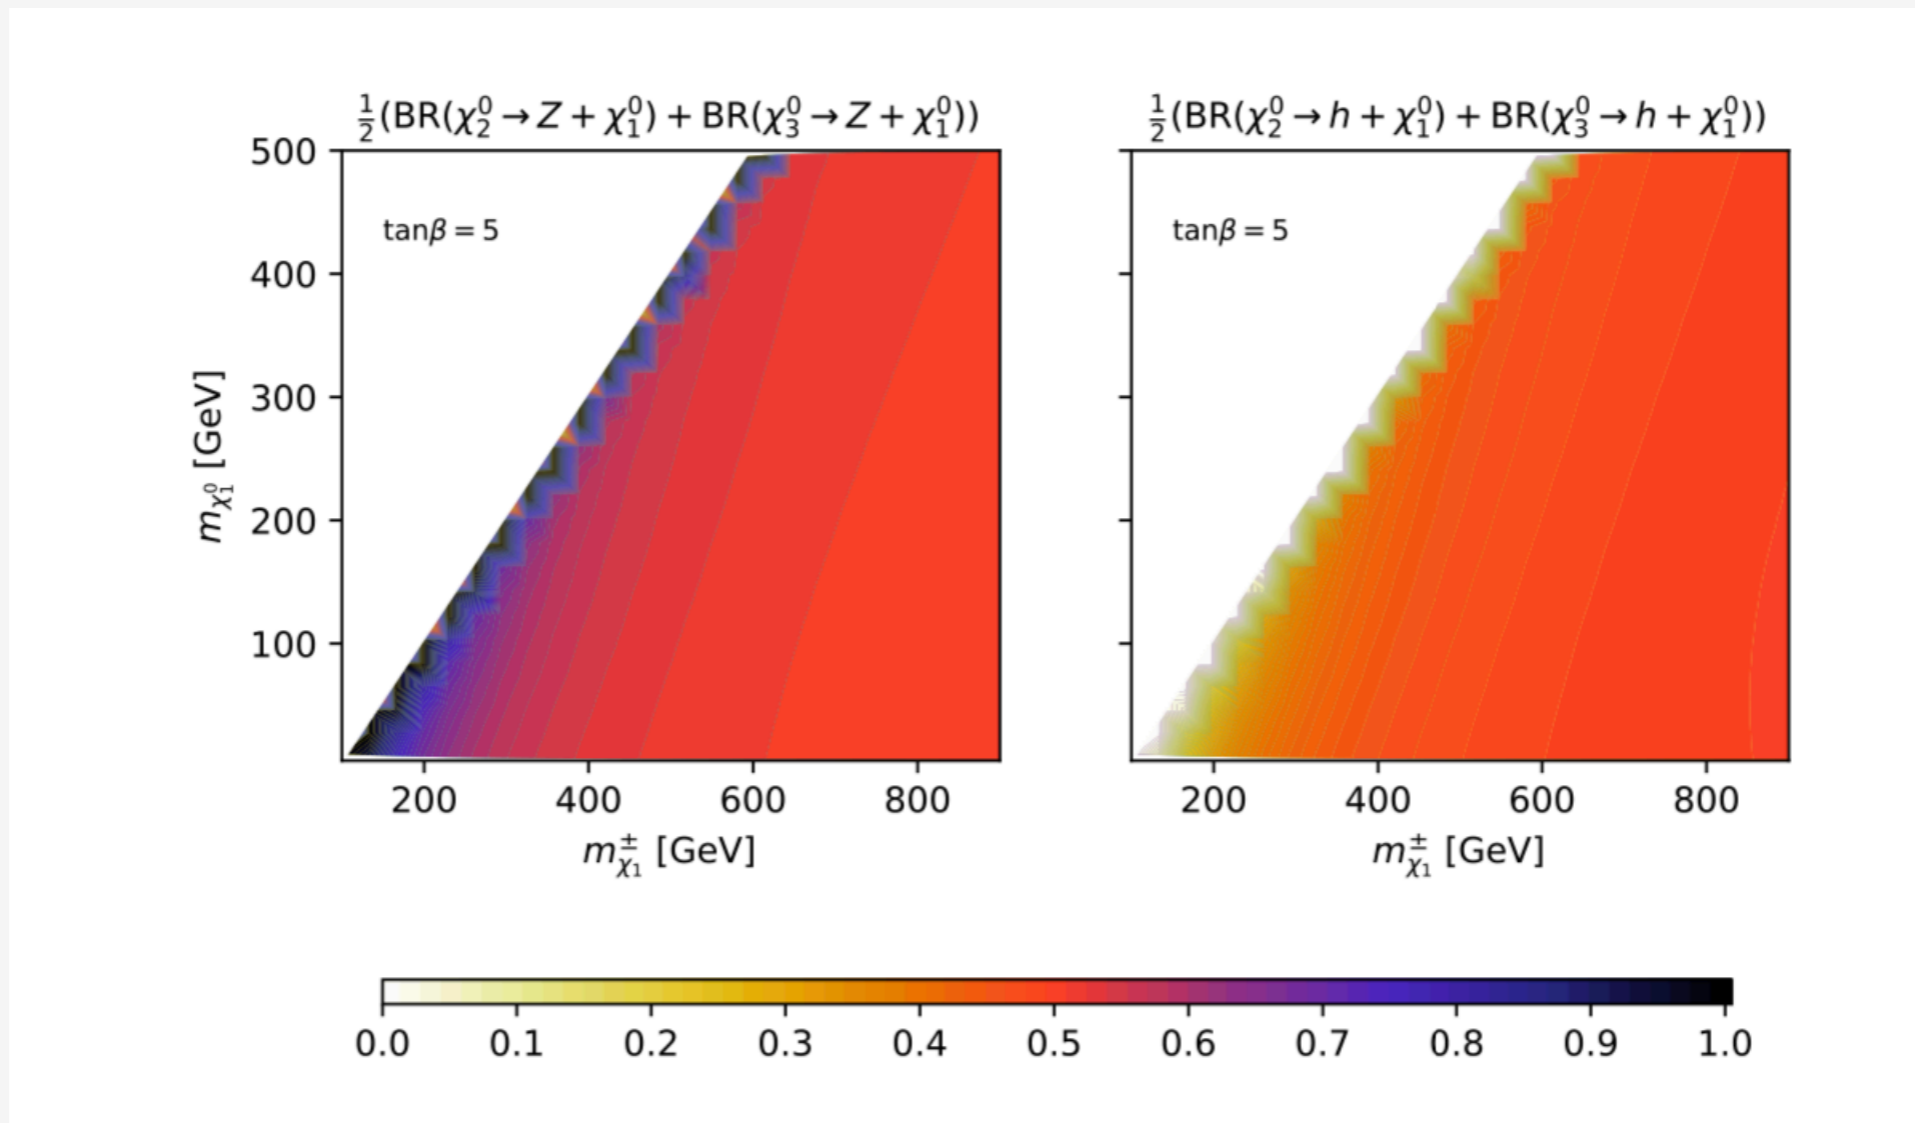 ½(BR(χ₂⁰ → Z + χ₁⁰) + BR(χ₃⁰ → Z + χ₁⁰))
500
400
300
200
100
tanβ = 5
m_χ₁⁰ [GeV]
200 400 600 800
m_χ₁^± [GeV]
½(BR(χ₂⁰ → h + χ₁⁰) + BR(χ₃⁰ → h + χ₁⁰))
tanβ = 5
200 400 600 800
m_χ₁^± [GeV]
0.0 0.1 0.2 0.3 0.4 0.5 0.6 0.7 0.8 0.9 1.0